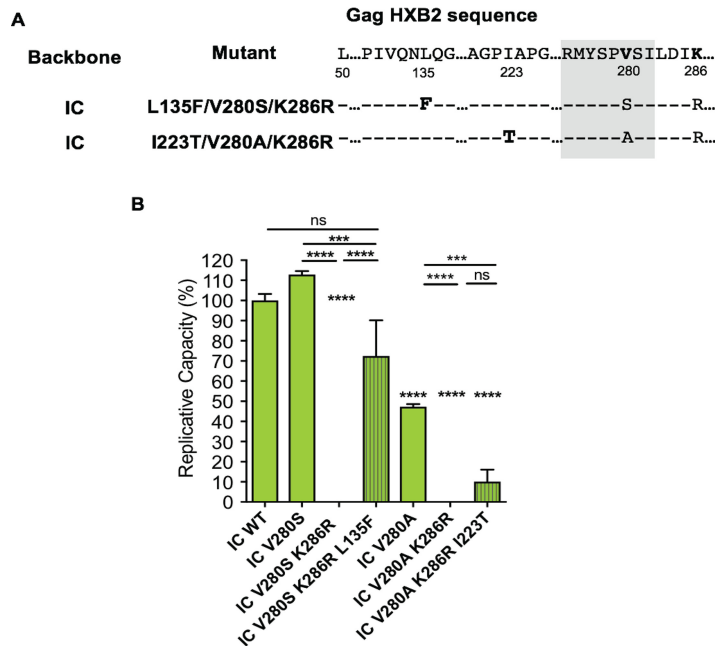 A
Gag HXB2 sequence
Backbone Mutant L…PIVQNLQG…AGPIAPG…RMYSPVSILDIK…
50 135 223 280 286
IC L135F/V280S/K286R –…––––––F––…–––––––…––––––S–––––R…
IC I223T/V280A/K286R –…––––––––…––––T–––…––––––A–––––R…
B
ns
*** 
**** ****
***
**** ns
****
**** **** ****
Replicative Capacity (%)
120
110
100
90
80
70
60
50
40
30
20
10
0
IC WT
IC V280S
IC V280S K286R
IC V280S K286R L135F
IC V280A
IC V280A K286R
IC V280A K286R I223T